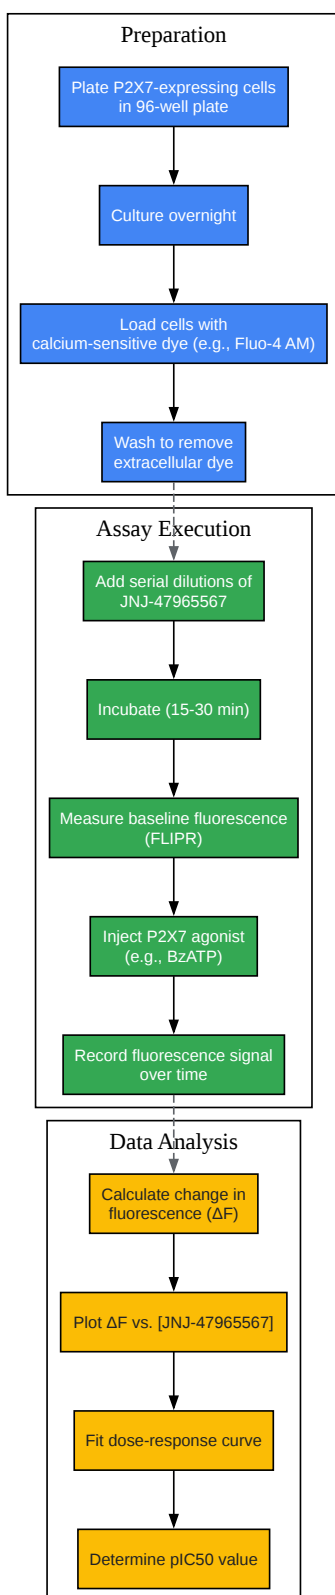 Preparation
Plate P2X7-expressing cells
in 96-well plate
Culture overnight
Load cells with
calcium-sensitive dye (e.g., Fluo-4 AM)
Wash to remove
extracellular dye
Assay Execution
Add serial dilutions of
JNJ-47965567
Incubate (15-30 min)
Measure baseline fluorescence
(FLIPR)
Inject P2X7 agonist
(e.g., BzATP)
Record fluorescence signal
over time
Data Analysis
Calculate change in
fluorescence (ΔF)
Plot ΔF vs. [JNJ-47965567]
Fit dose-response curve
Determine pIC50 value